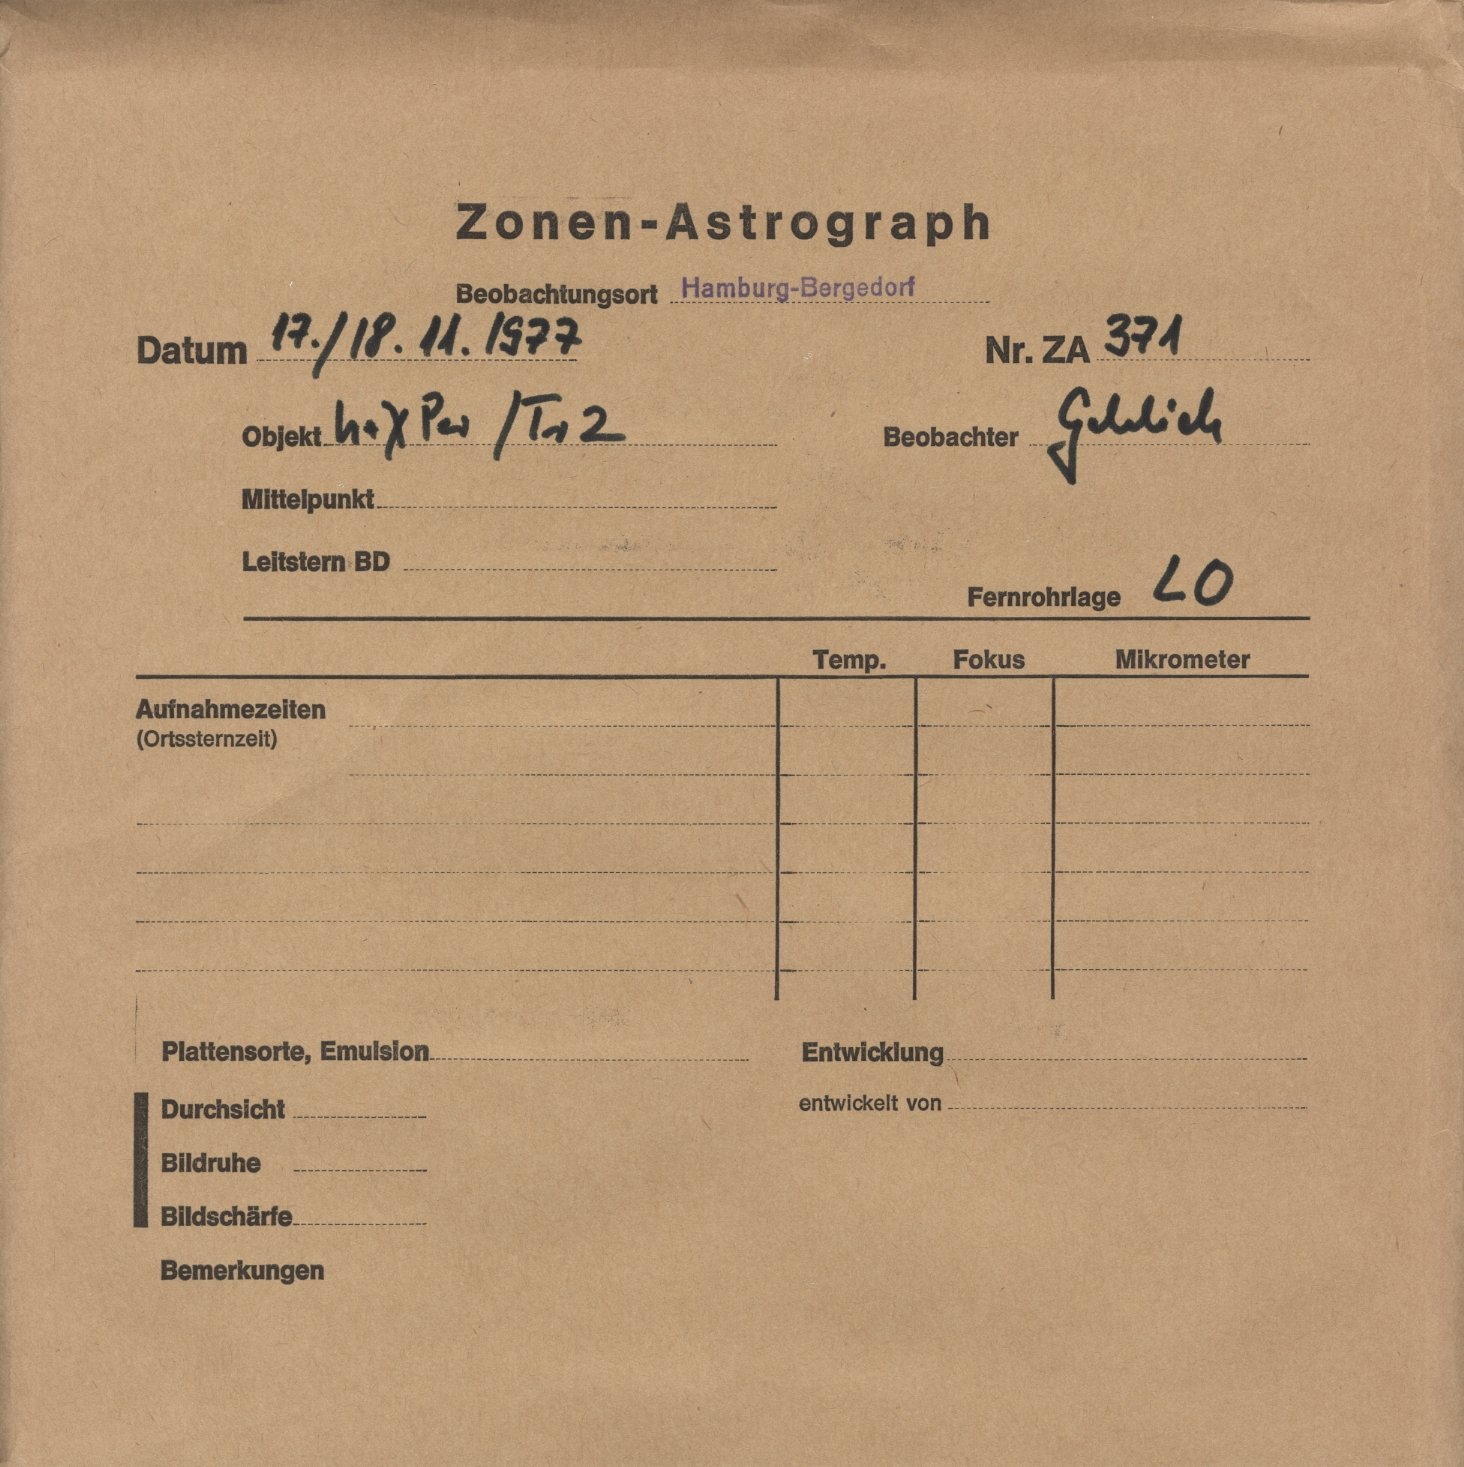 Zonen-Astrograph
Beobachtungsort Hamburg-Bergedorf
Datum 17./18. 11. 1977 Nr. ZA 371
Objekt h+χ Per /Tr 2 Beobachter
Mittelpunkt
Leitstern BD
Fernrohrlage LO
Temp. Fokus Mikrometer
Aufnahmezeiten
(Ortssternzeit)
Plattensorte, Emulsion Entwicklung
Durchsicht entwickelt von
Bildruhe
Bildschärfe
Bemerkungen